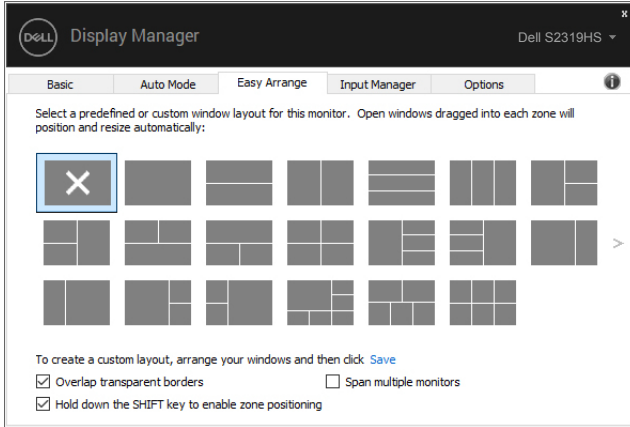 x
DELL Display Manager
Dell S2319HS
Basic Auto Mode Easy Arrange Input Manager Options
Select a predefined or custom window layout for this monitor. Open windows dragged into each zone will
position and resize automatically:
To create a custom layout, arrange your windows and then click Save
Overlap transparent borders Span multiple monitors
Hold down the SHIFT key to enable zone positioning